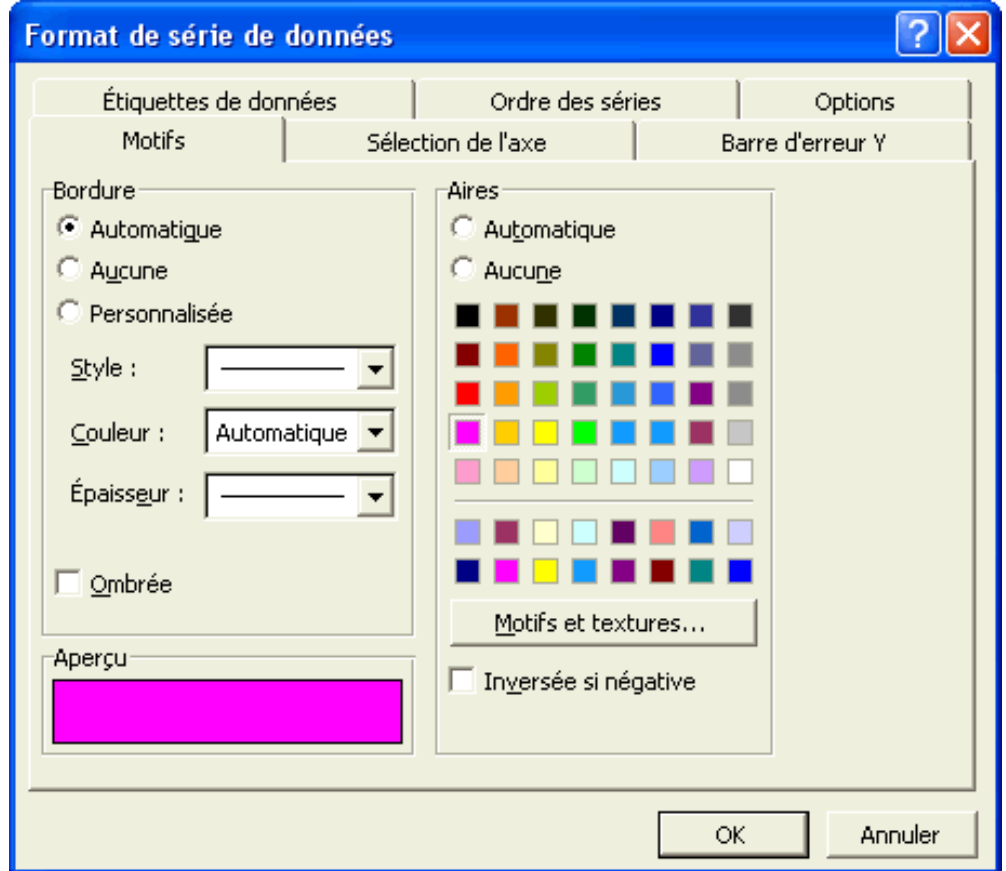 Format de série de données
Étiquettes de données Ordre des séries Options
Motifs Sélection de l'axe Barre d'erreur Y
Bordure
Automatique
Aucune
Personnalisée
Style :
Couleur : Automatique
Épaisseur :
Ombrée
Aperçu
Aires
Automatique
Aucune
Motifs et textures...
Inversée si négative
OK Annuler